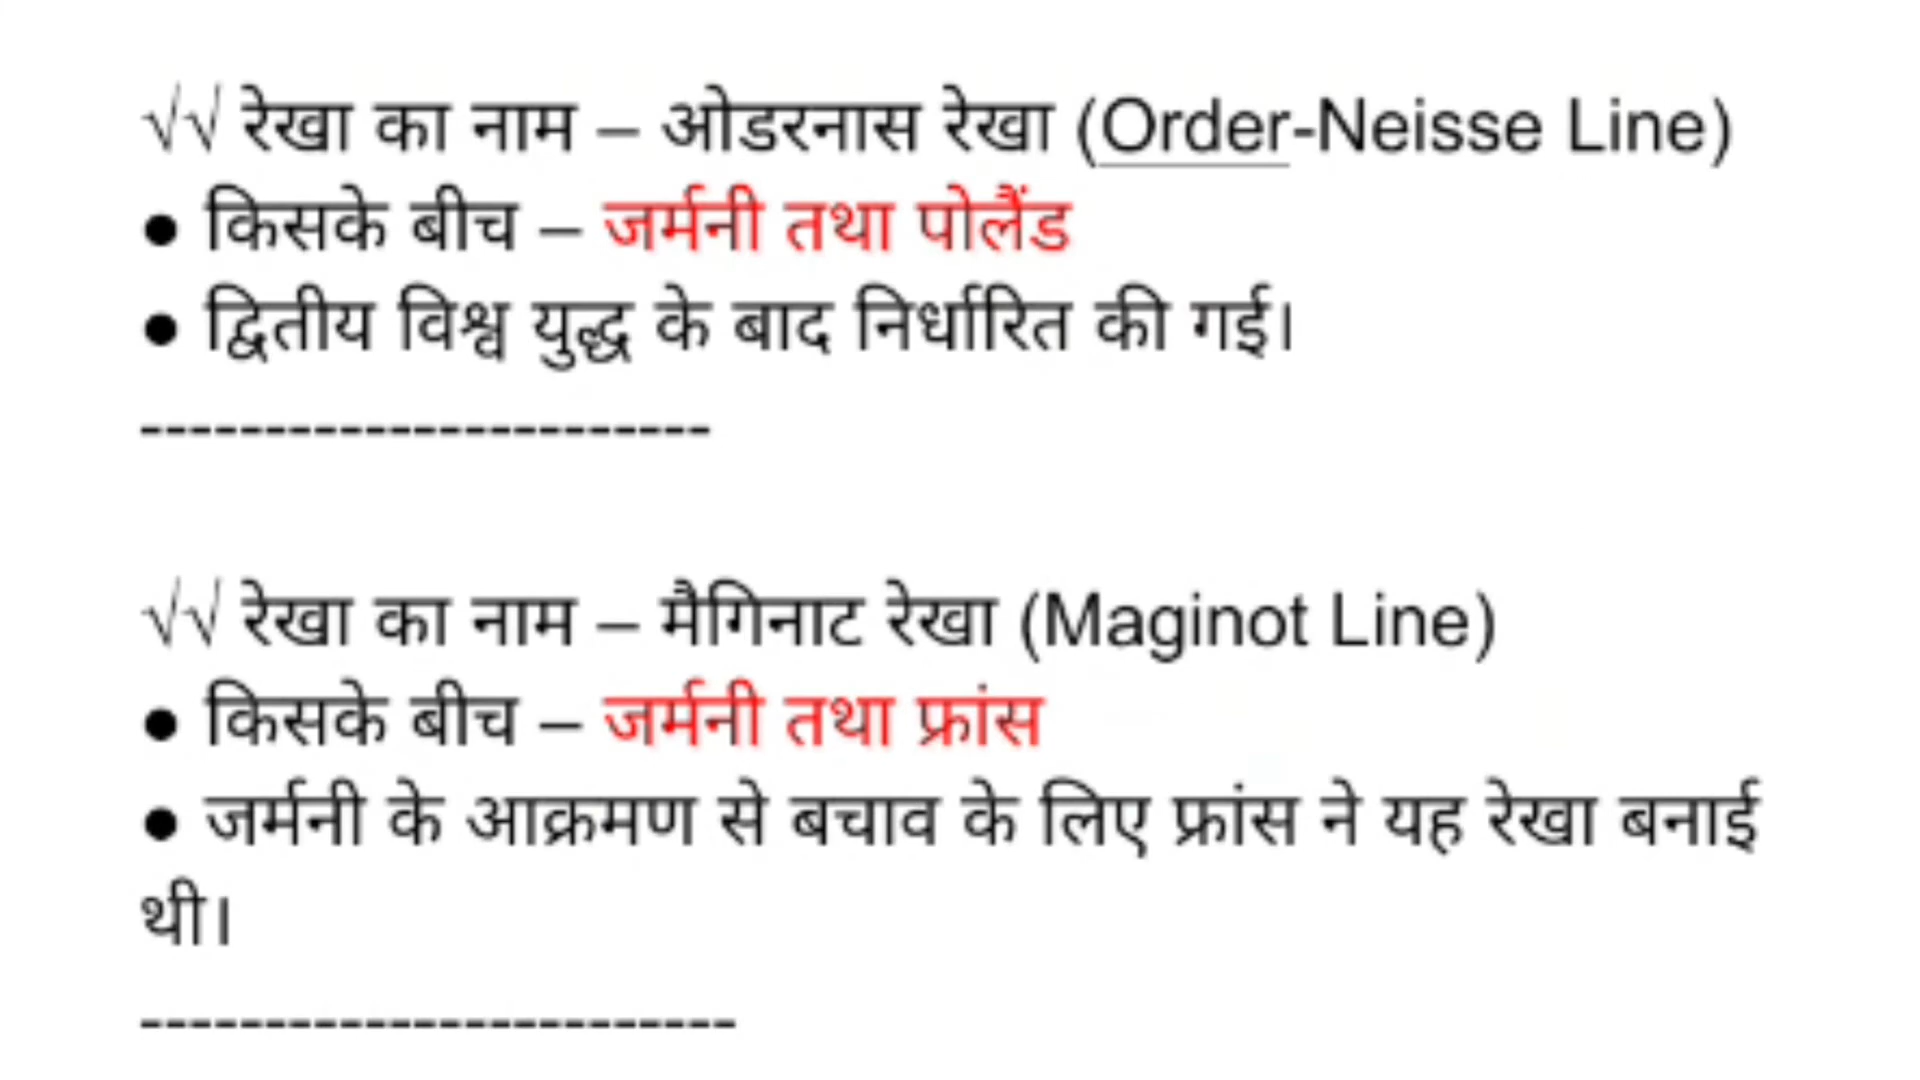 √√ रेखा का नाम – ओडरनास रेखा (Order-Neisse Line)
● किसके बीच – जर्मनी तथा पोलैंड
● द्वितीय विश्व युद्ध के बाद निर्धारित की गई।
-----------------------
√√ रेखा का नाम – मैगिनाट रेखा (Maginot Line)
● किसके बीच – जर्मनी तथा फ्रांस
● जर्मनी के आक्रमण से बचाव के लिए फ्रांस ने यह रेखा बनाई
थी।
------------------------